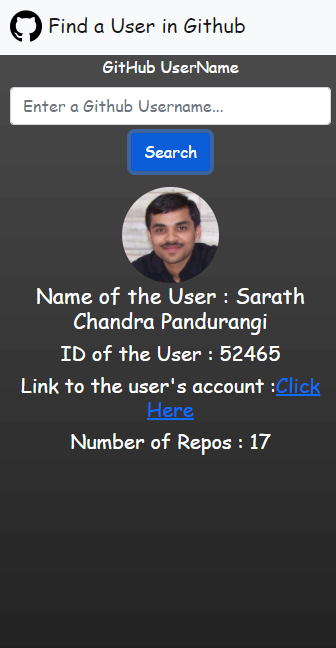 Find a User in Github
GitHub UserName
Enter a Github Username...
Search
Name of the User : Sarath
Chandra Pandurangi
ID of the User : 52465
Link to the user's account :Click
Here
Number of Repos : 17